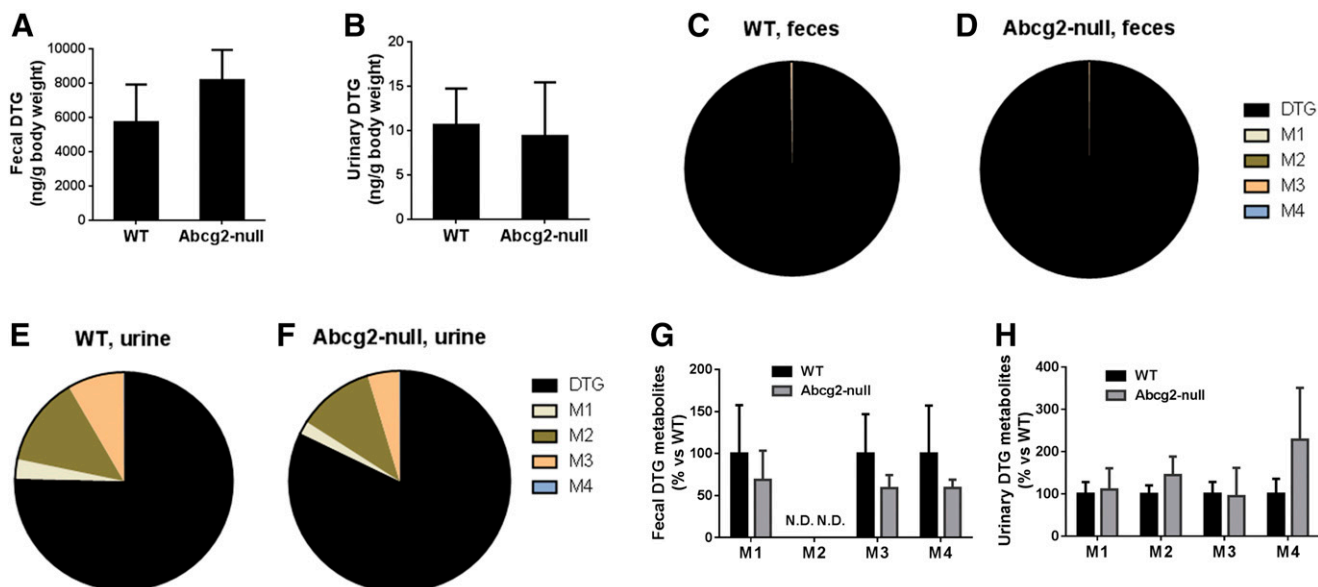 A
Fecal DTG
(ng/g body weight)
10000
8000
6000
4000
2000
0
WT
Abcg2-null
B
Urinary DTG
(ng/g body weight)
20
15
10
5
0
WT
Abcg2-null
C
WT, feces
D
Abcg2-null, feces
DTG
M1
M2
M3
M4
E
WT, urine
F
Abcg2-null, urine
DTG
M1
M2
M3
M4
G
Fecal DTG metabolites
(% vs WT)
200
150
100
50
0
WT
Abcg2-null
N.D. N.D.
M1
M2
M3
M4
H
Urinary DTG metabolites
(% vs WT)
400
300
200
100
0
WT
Abcg2-null
M1
M2
M3
M4